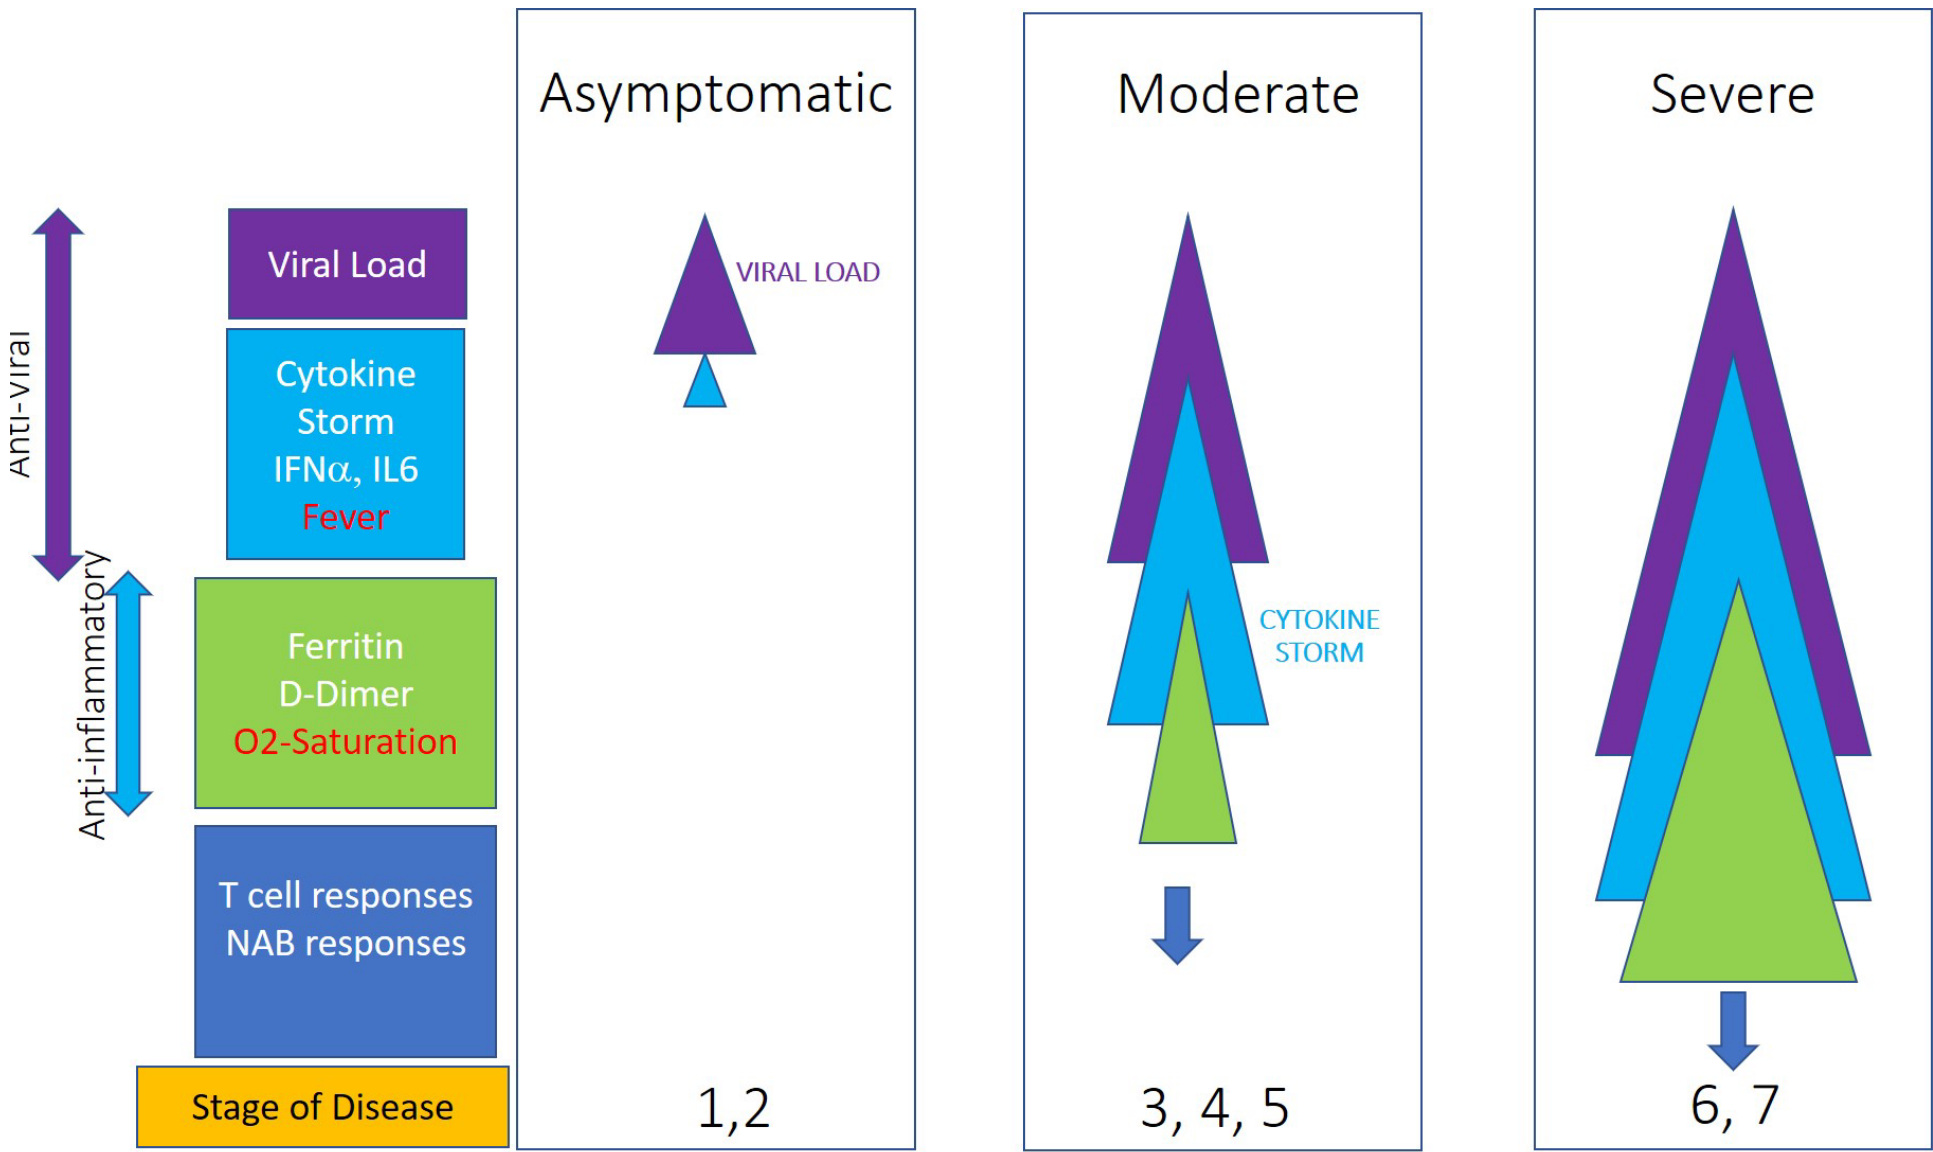 Asymptomatic
Moderate
Severe
Anti-viral
Viral Load
Cytokine
Storm
IFNα, IL6
Fever
Anti-inflammatory
Ferritin
D-Dimer
O2-Saturation
T cell responses
NAB responses
Stage of Disease
VIRAL LOAD
CYTOKINE
STORM
1,2
3, 4, 5
6, 7